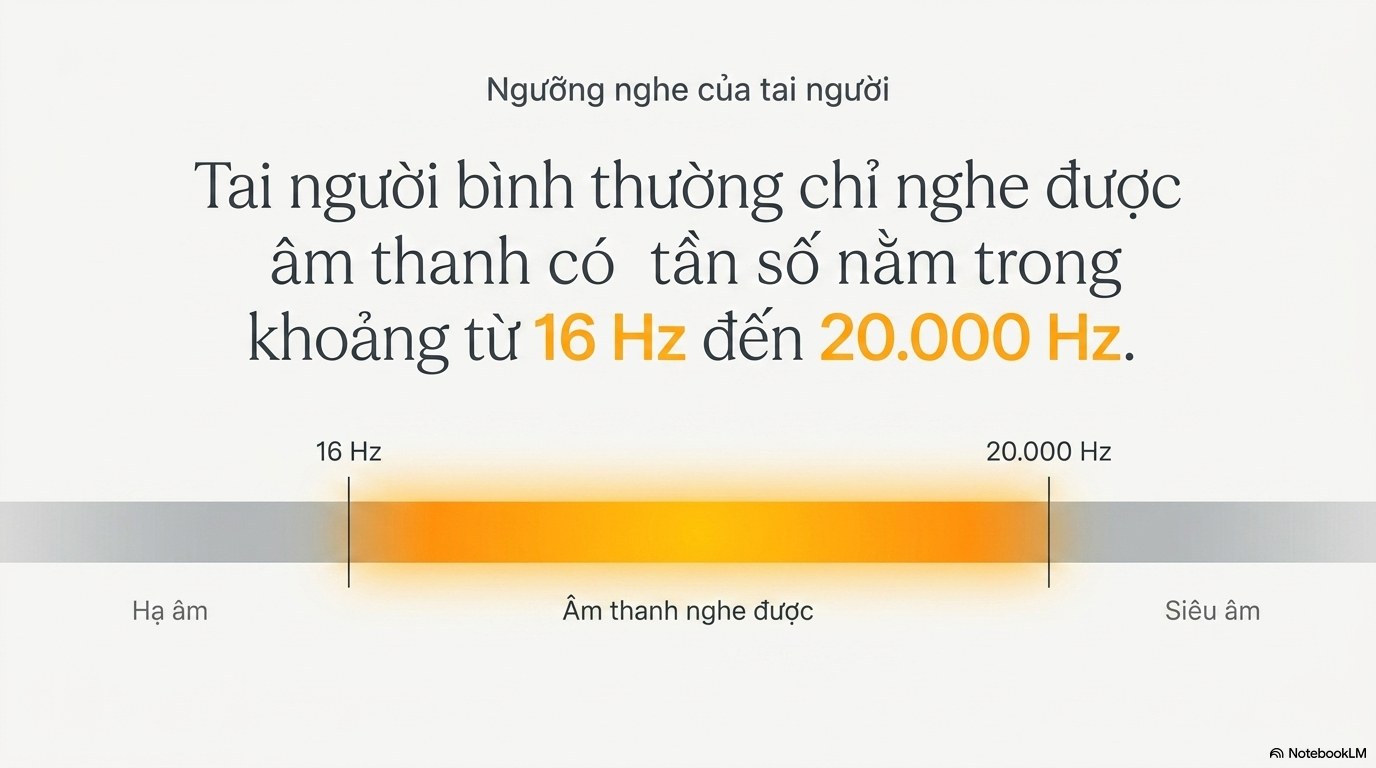 Ngưỡng nghe của tai người
Tai người bình thường chỉ nghe được
âm thanh có tần số nằm trong
khoảng từ 16 Hz đến 20.000 Hz.
16 Hz
20.000 Hz
Hạ âm
Âm thanh nghe được
Siêu âm
NotebookLM